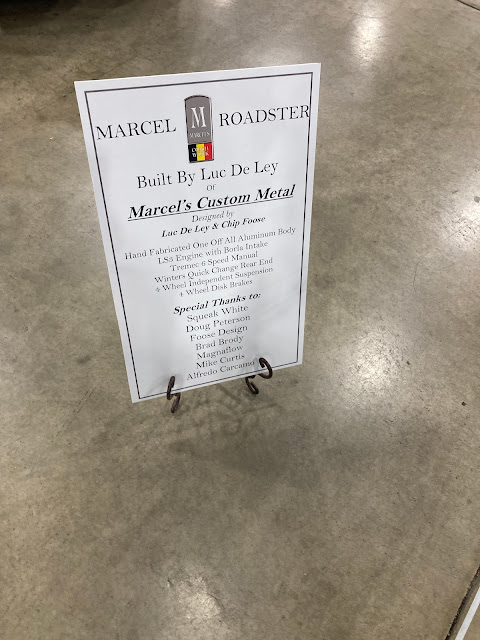 MARCEL M ROADSTER
MARCEL'S
COACH
WORK
Built By Luc De Ley
Of
Marcel's Custom Metal
Designed by
Luc De Ley & Chip Foose
Hand Fabricated One Off All Aluminum Body
LS3 Engine with Borla Intake
Tremec 6 Speed Manual
Winters Quick Change Rear End
4 Wheel Independent Suspension
4 Wheel Disk Brakes
Special Thanks to:
Squeak White
Doug Peterson
Foose Design
Brad Brody
Magnaflow
Mike Curtis
Alfredo Carcamo